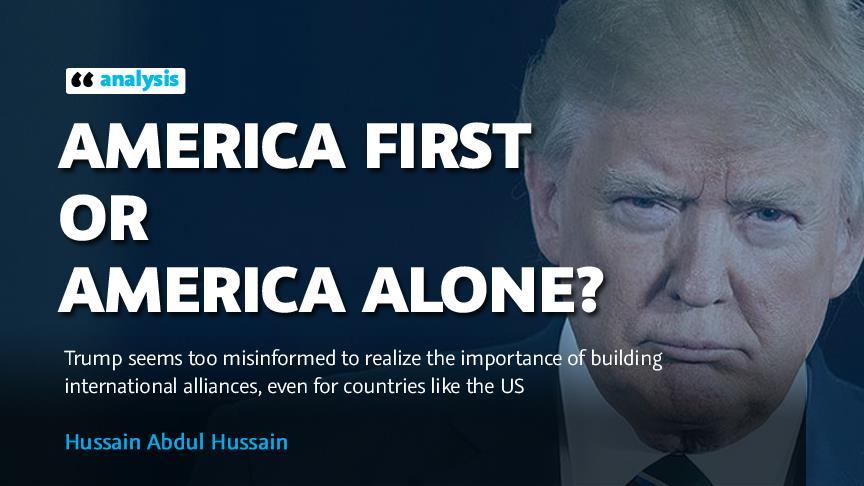 ❝ analysis
AMERICA FIRST
OR
AMERICA ALONE?
Trump seems too misinformed to realize the importance of building
international alliances, even for countries like the US
Hussain Abdul Hussain